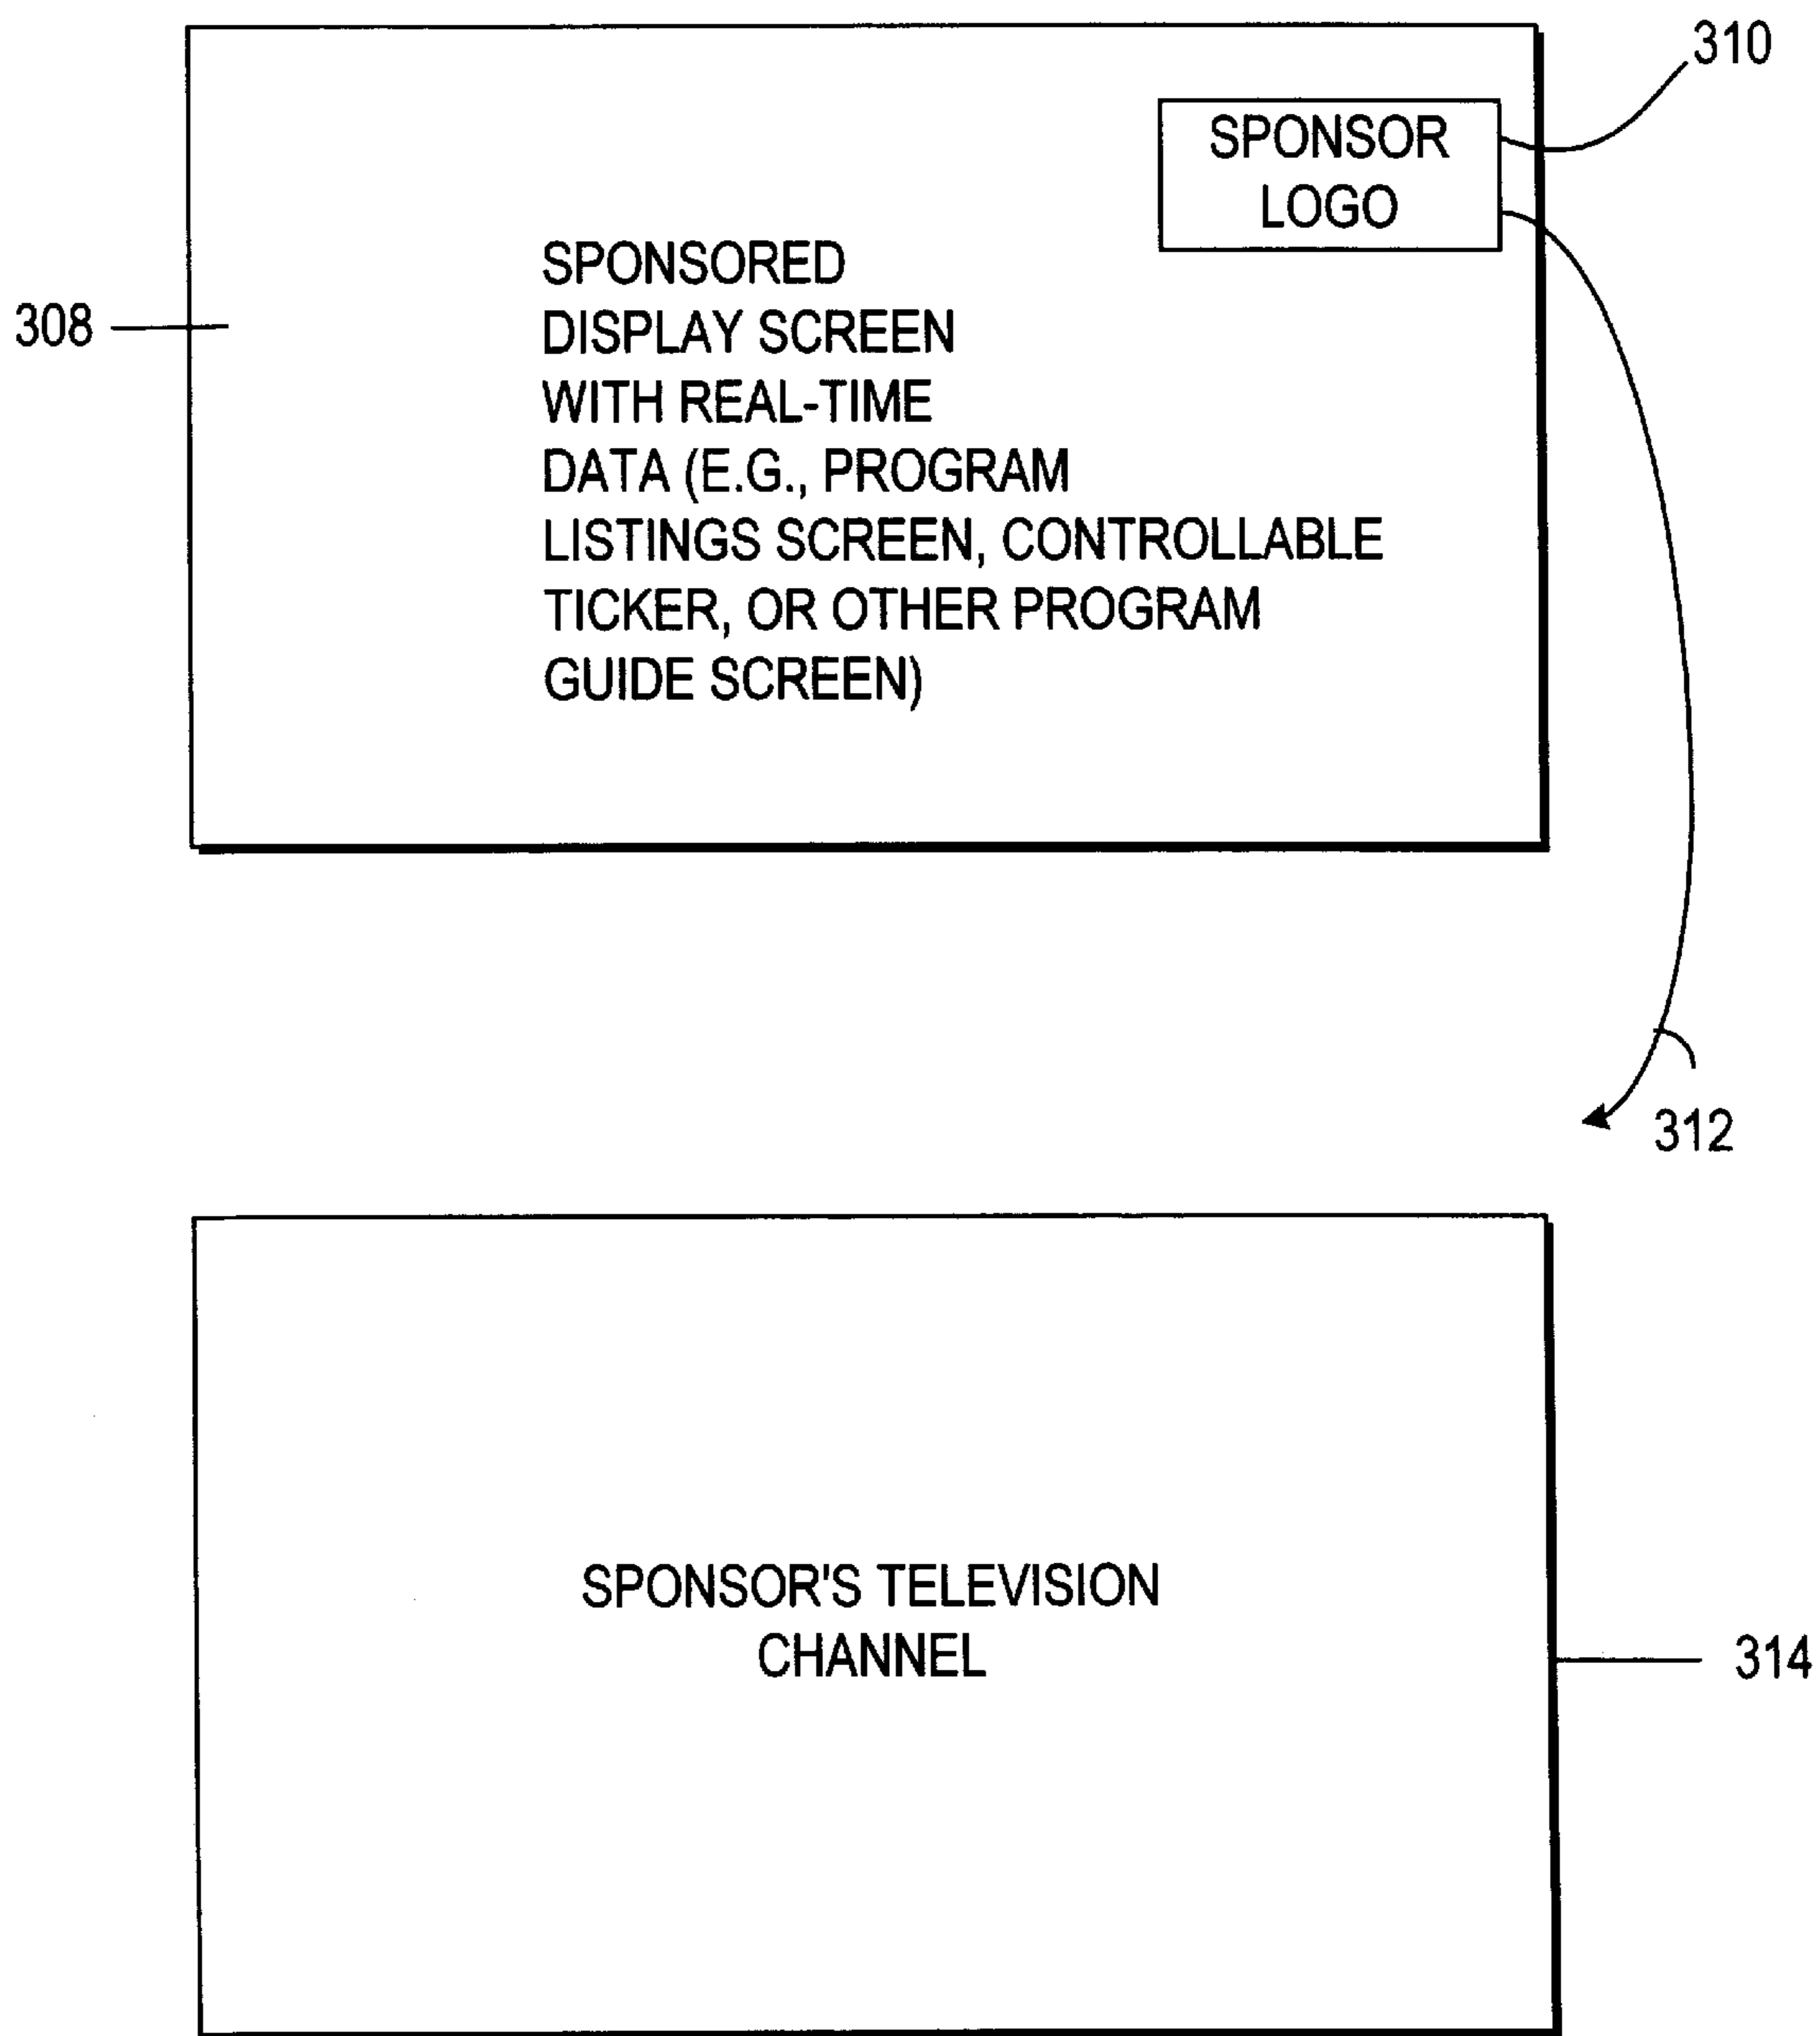 310
SPONSOR
LOGO
308
SPONSORED
DISPLAY SCREEN
WITH REAL-TIME
DATA (E.G., PROGRAM
LISTINGS SCREEN, CONTROLLABLE
TICKER, OR OTHER PROGRAM
GUIDE SCREEN)
312
SPONSOR'S TELEVISION
CHANNEL
314